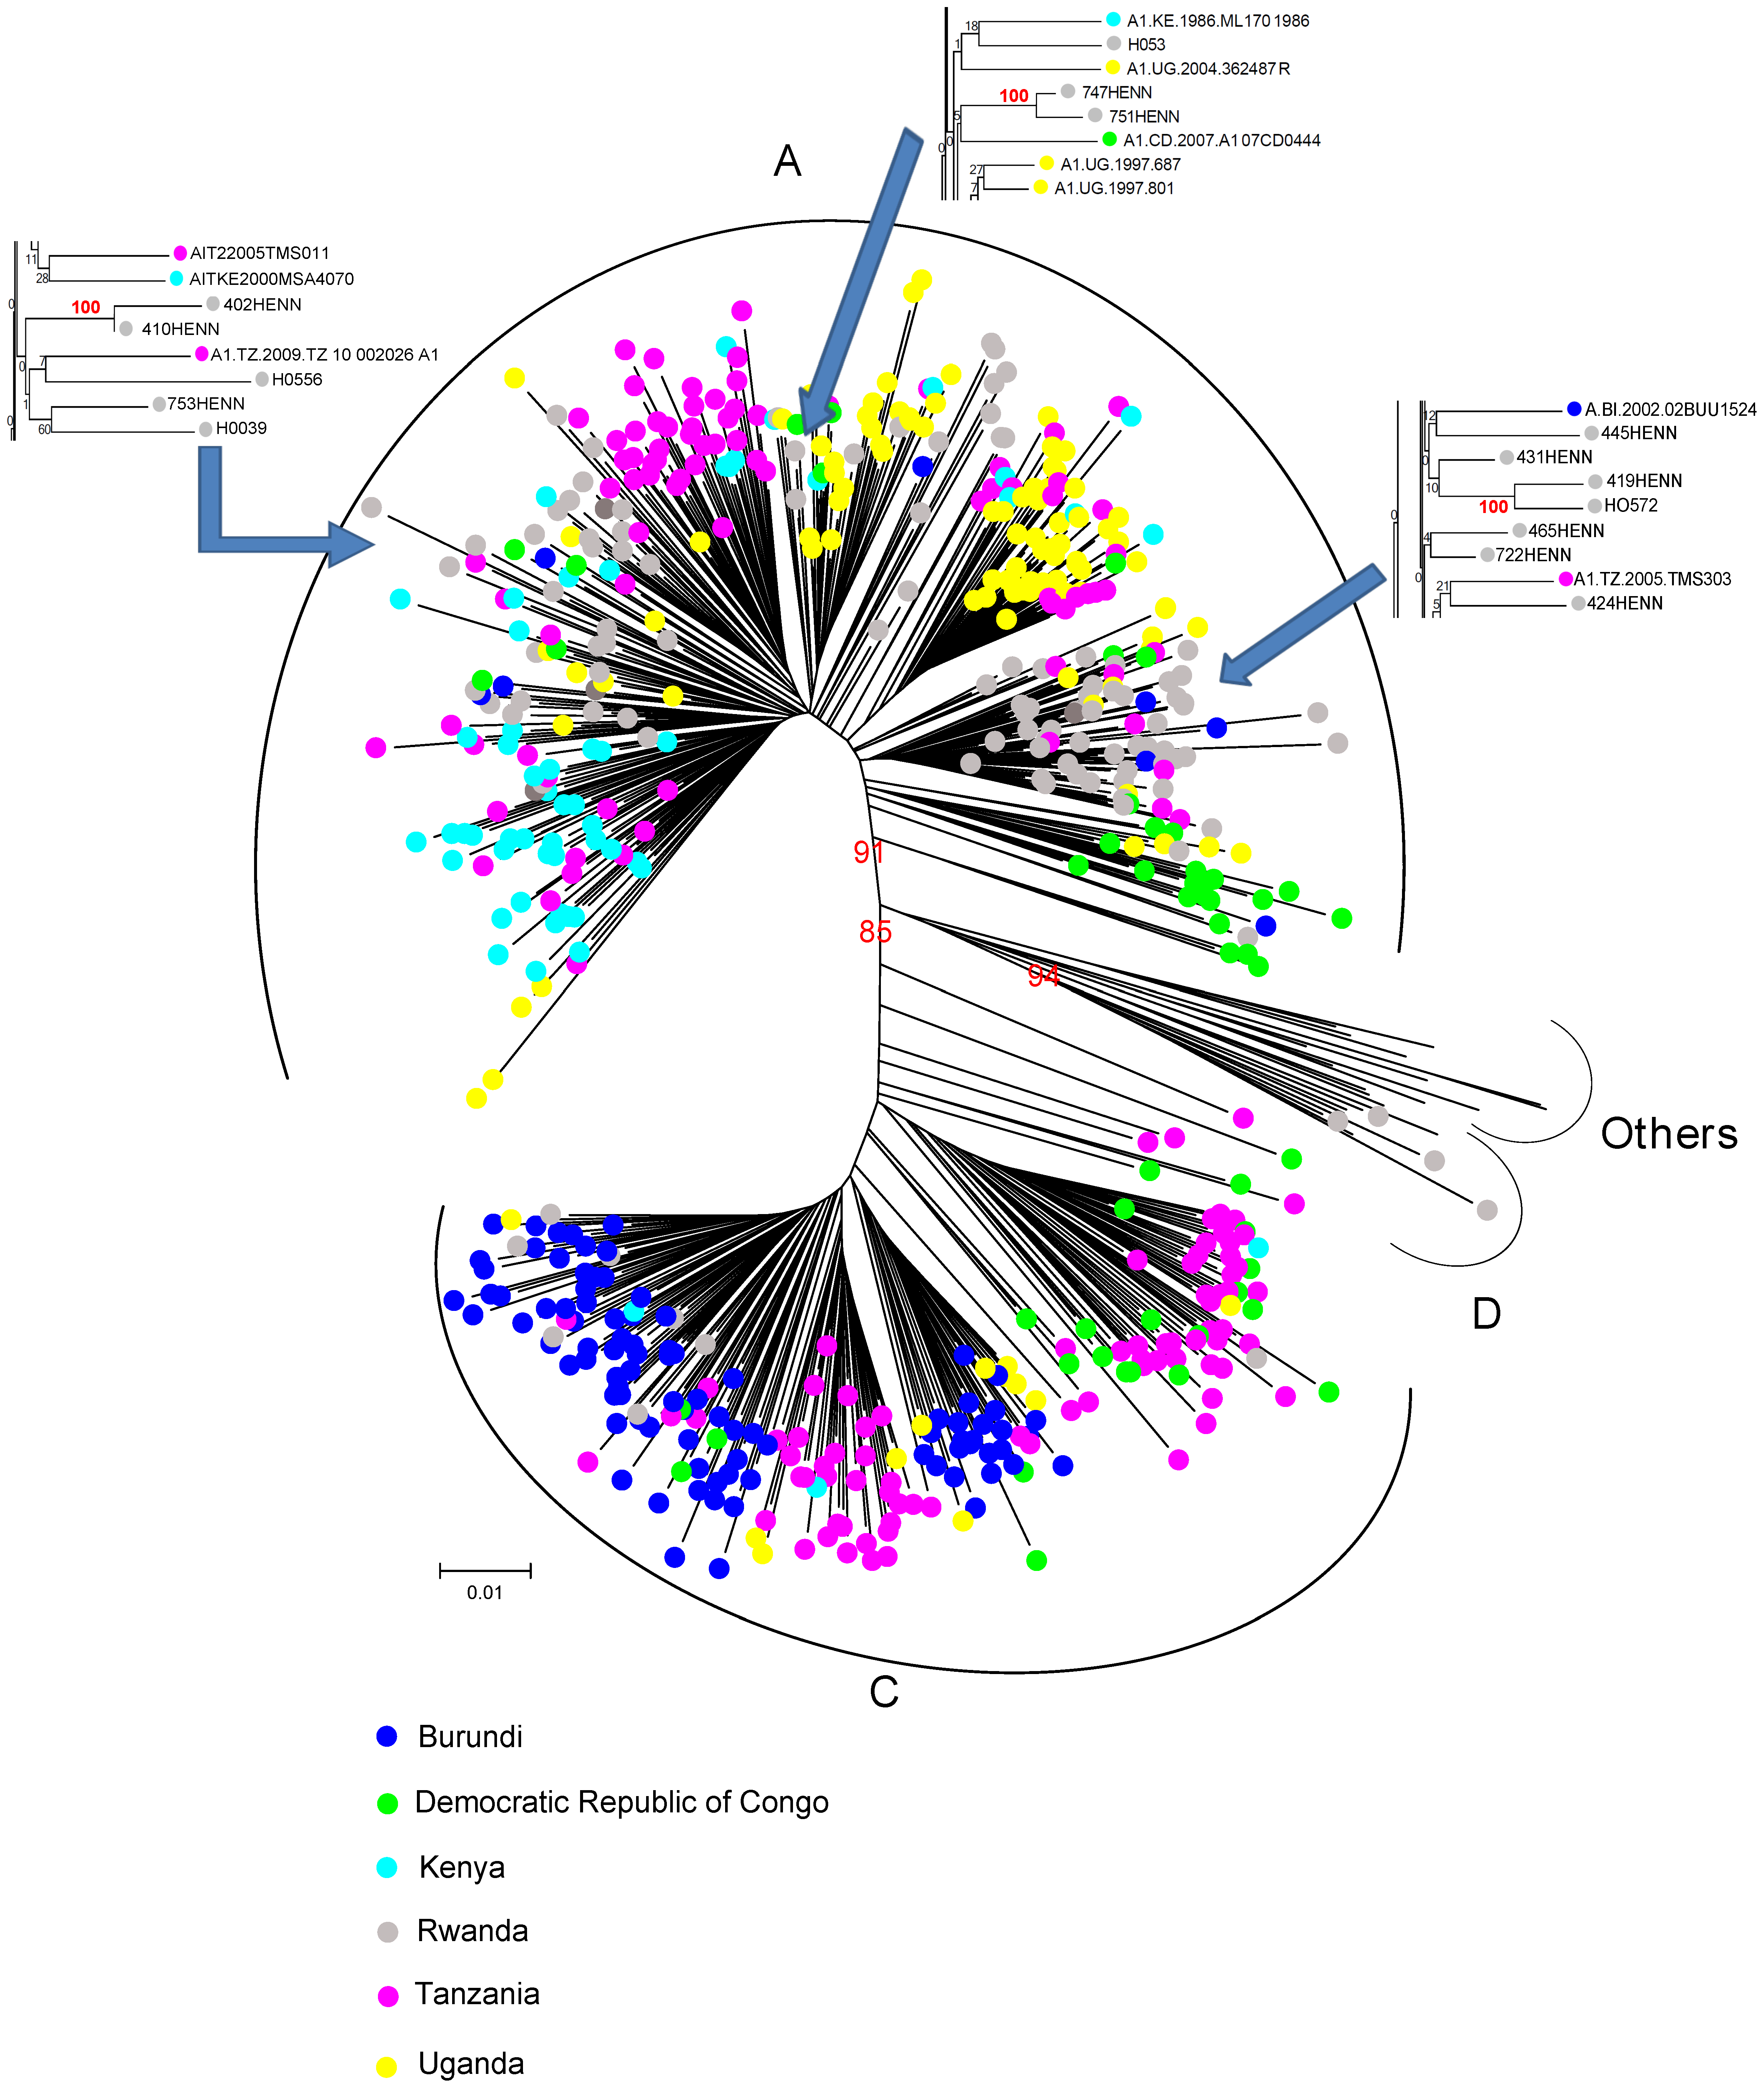 A1.KE.1986.ML170 1986
18
H053
1
A1.UG.2004.362487R
747HENN
100
751HENN
5
A1.CD.2007.A107CD0444
0
0
A1.UG.1997.687
27
A1.UG.1997.801
7
A
AIT22005TMS011
11
AITKE2000MSA4070
28
402HENN
100
0
410HENN
A1.TZ.2009.TZ 10 002026 A1
7
0
H0556
753HENN
1
H0039
60
0
A.BI.2002.02BUU1524
12
445HENN
431HENN
0
419HENN
10
HO572
100
0
465HENN
4
722HENN
A1.TZ.2005.TMS303
0
21
424HENN
5
91
85
94
Others
D
0.01
C
Burundi
Democratic Republic of Congo
Kenya
Rwanda
Tanzania
Uganda